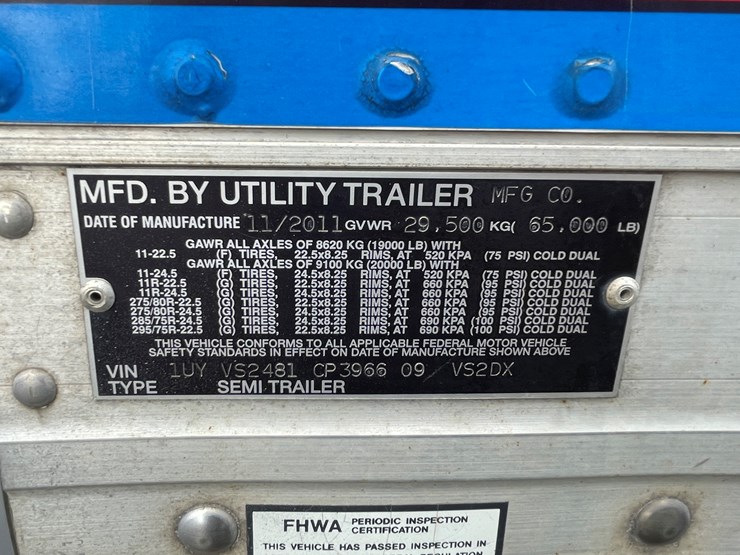 MFD. BY UTILITY TRAILER MFG CO.
DATE OF MANUFACTURE 11/2011 GVWR 29,500 KG( 65,000 LB)
GAWR ALL AXLES OF 8620 KG (19000 LB) WITH
11-22.5 (F) TIRES, 22.5x8.25 RIMS, AT 520 KPA (75 PSI) COLD DUAL
GAWR ALL AXLES OF 9100 KG (20000 LB) WITH
11-24.5 (F) TIRES, 24.5x8.25 RIMS, AT 520 KPA (75 PSI) COLD DUAL
11R-22.5 (G) TIRES, 22.5x8.25 RIMS, AT 660 KPA (95 PSI) COLD DUAL
11R-24.5 (G) TIRES, 24.5x8.25 RIMS, AT 660 KPA (95 PSI) COLD DUAL
275/80R-22.5 (G) TIRES, 22.5x8.25 RIMS, AT 660 KPA (95 PSI) COLD DUAL
275/80R-24.5 (G) TIRES, 24.5x8.25 RIMS, AT 660 KPA (95 PSI) COLD DUAL
285/75R-24.5 (G) TIRES, 24.5x8.25 RIMS, AT 690 KPA (100 PSI) COLD DUAL
295/75R-22.5 (G) TIRES, 22.5x8.25 RIMS, AT 690 KPA (100 PSI) COLD DUAL
THIS VEHICLE CONFORMS TO ALL APPLICABLE FEDERAL MOTOR VEHICLE
SAFETY STANDARDS IN EFFECT ON DATE OF MANUFACTURE SHOWN ABOVE
VIN 1UY VS2481 CP3966 09/ VS2DX
TYPE SEMI TRAILER
FHWA PERIODIC INSPECTION
CERTIFICATION
THIS VEHICLE HAS PASSED INSPECTION IN